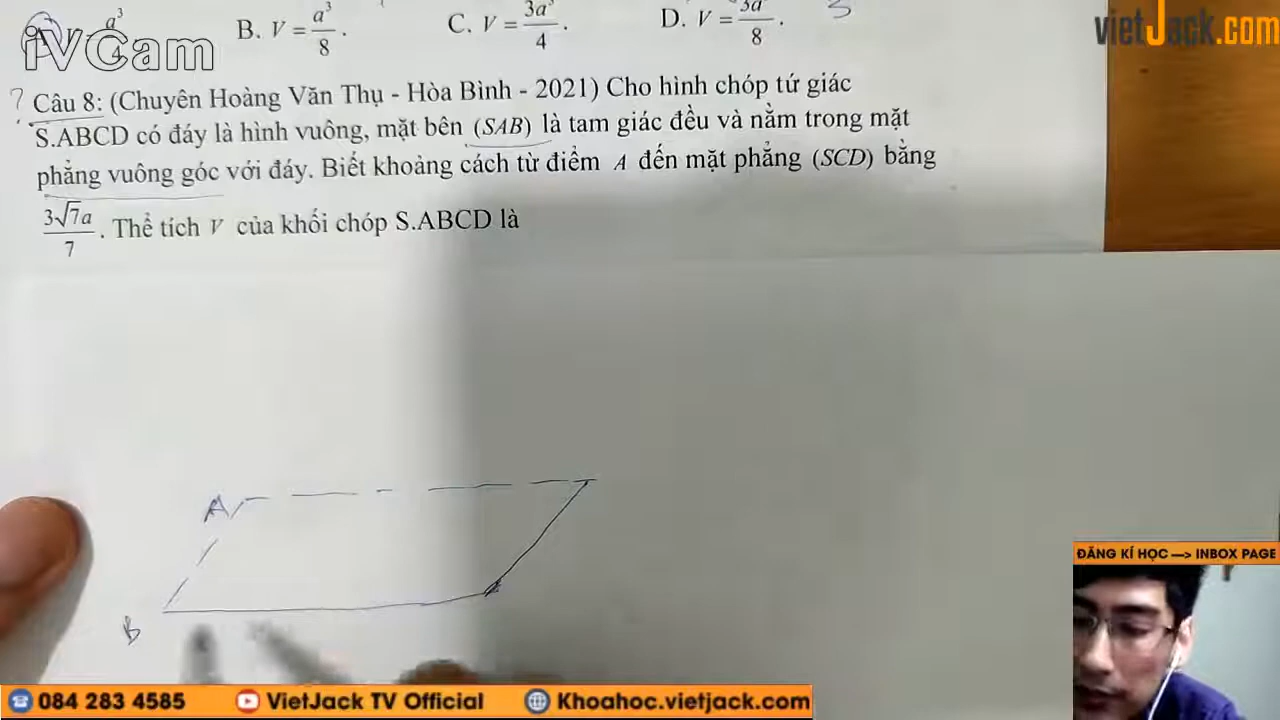 iVCam
vietJack.com
B. V = a³/8 . C. V = 3a³/4 . D. V = 3a³/8 .
? Câu 8: (Chuyên Hoàng Văn Thụ - Hòa Bình - 2021) Cho hình chóp tứ giác
S.ABCD có đáy là hình vuông, mặt bên (SAB) là tam giác đều và nằm trong mặt
phẳng vuông góc với đáy. Biết khoảng cách từ điểm A đến mặt phẳng (SCD) bằng
3√7a/7 . Thể tích V của khối chóp S.ABCD là
A
B
ĐĂNG KÍ HỌC —> INBOX PAGE
084 283 4585 VietJack TV Official Khoahoc.vietjack.com